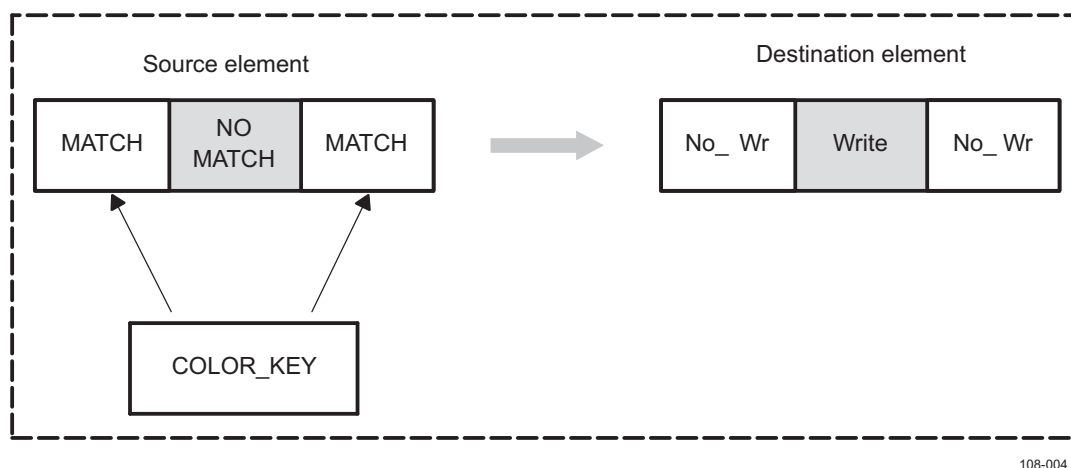 Source element
Destination element
MATCH
NO
MATCH
MATCH
No_ Wr
Write
No_ Wr
COLOR_KEY
108-004